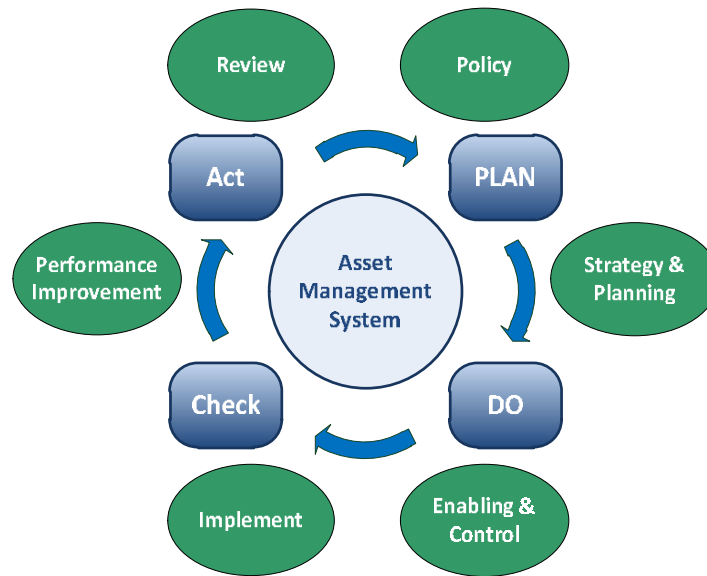 Review
Policy
Act
PLAN
Asset
Management
System
Performance
Improvement
Strategy &
Planning
Check
DO
Implement
Enabling &
Control